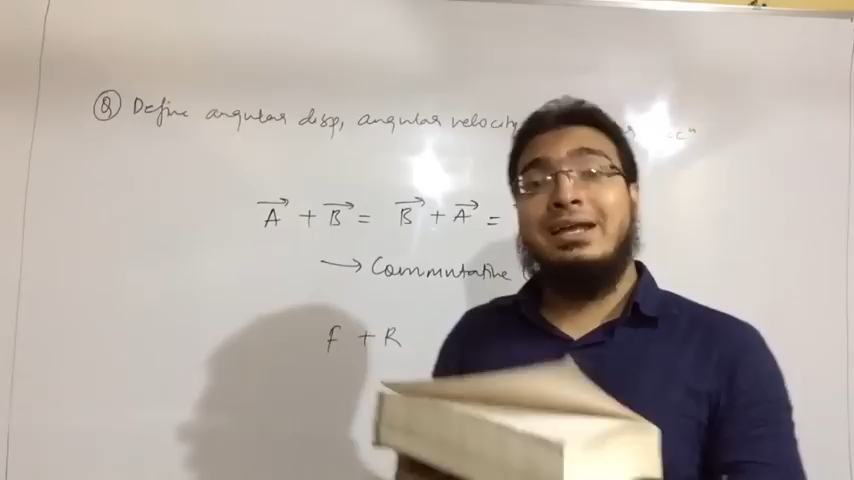 Q Define angular disp, angular velocity
A + B = B + A =
→ Commutative
f + R